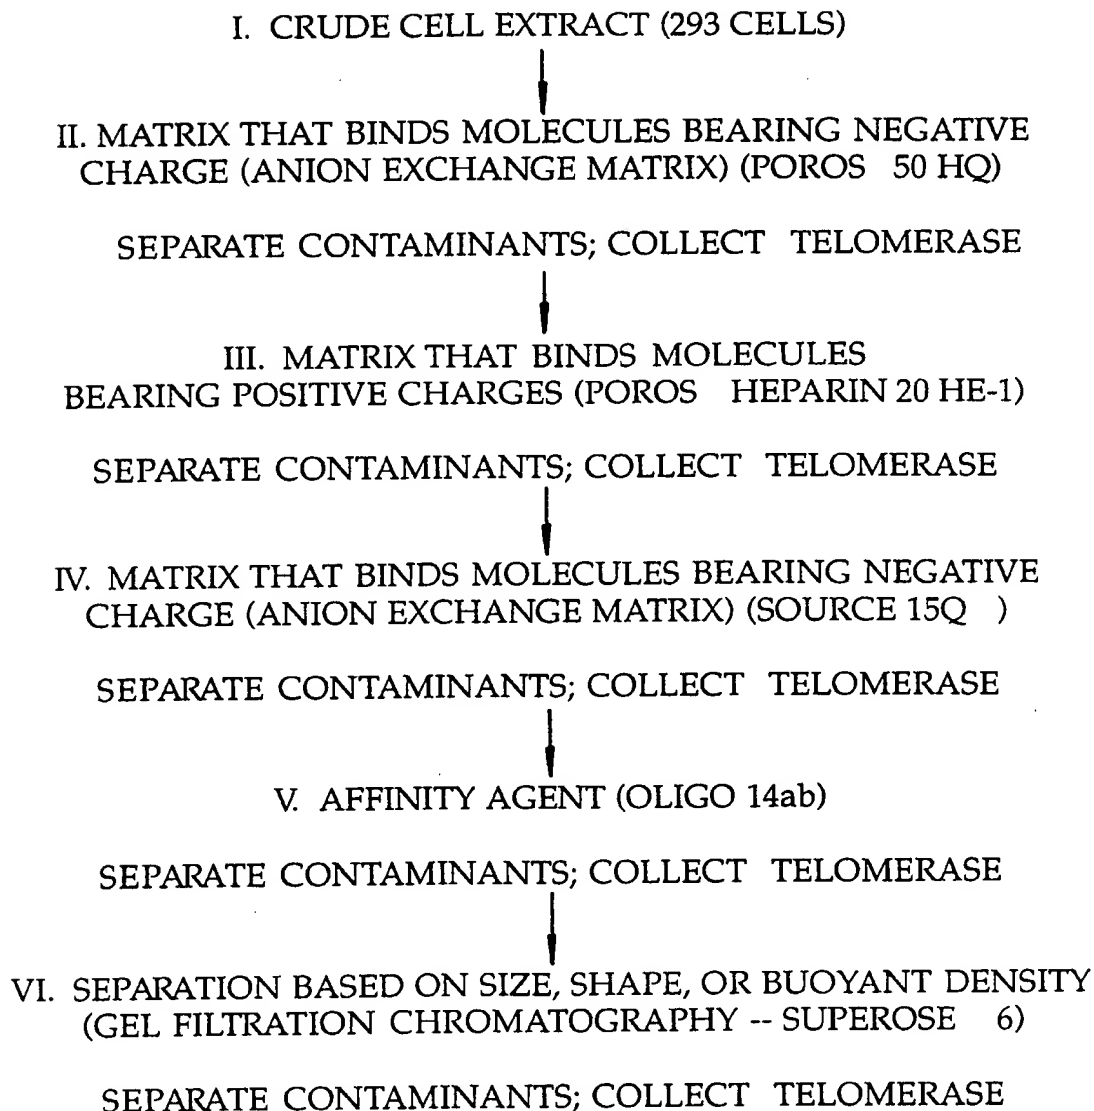 I. CRUDE CELL EXTRACT (293 CELLS)
II. MATRIX THAT BINDS MOLECULES BEARING NEGATIVE
CHARGE (ANION EXCHANGE MATRIX) (POROS 50 HQ)
SEPARATE CONTAMINANTS; COLLECT TELOMERASE
III. MATRIX THAT BINDS MOLECULES
BEARING POSITIVE CHARGES (POROS HEPARIN 20 HE-1)
SEPARATE CONTAMINANTS; COLLECT TELOMERASE
IV. MATRIX THAT BINDS MOLECULES BEARING NEGATIVE
CHARGE (ANION EXCHANGE MATRIX) (SOURCE 15Q )
SEPARATE CONTAMINANTS; COLLECT TELOMERASE
V. AFFINITY AGENT (OLIGO 14ab)
SEPARATE CONTAMINANTS; COLLECT TELOMERASE
VI. SEPARATION BASED ON SIZE, SHAPE, OR BUOYANT DENSITY
(GEL FILTRATION CHROMATOGRAPHY -- SUPEROSE 6)
SEPARATE CONTAMINANTS; COLLECT TELOMERASE